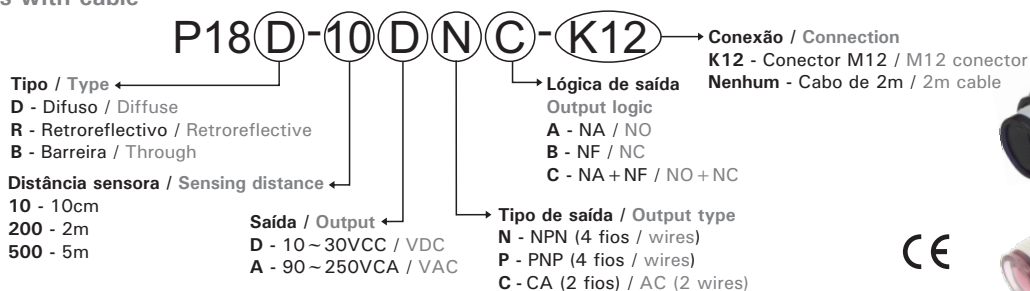 s with cable
P18D-10DNC-K12
Conexão / Connection
K12 - Conector M12 / M12 conector
Nenhum - Cabo de 2m / 2m cable
Tipo / Type
D - Difuso / Diffuse
R - Retroreflectivo / Retroreflective
B - Barreira / Through
Lógica de saída
Output logic
A - NA / NO
B - NF / NC
C - NA+NF / NO+NC
Distância sensora / Sensing distance
10 - 10cm
200 - 2m
500 - 5m
Saída / Output
D - 10~30VCC / VDC
A - 90~250VCA / VAC
Tipo de saída / Output type
N - NPN (4 fios / wires)
P - PNP (4 fios / wires)
C - CA (2 fios) / AC (2 wires)
CE